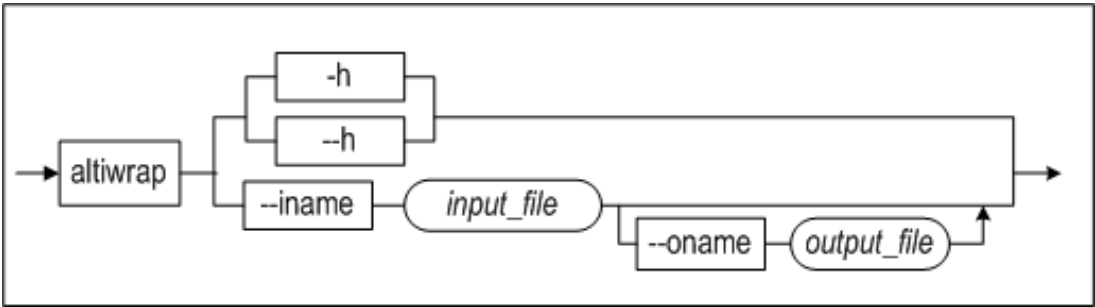 -h
--h
altiwrap
--iname input_file
--oname output_file